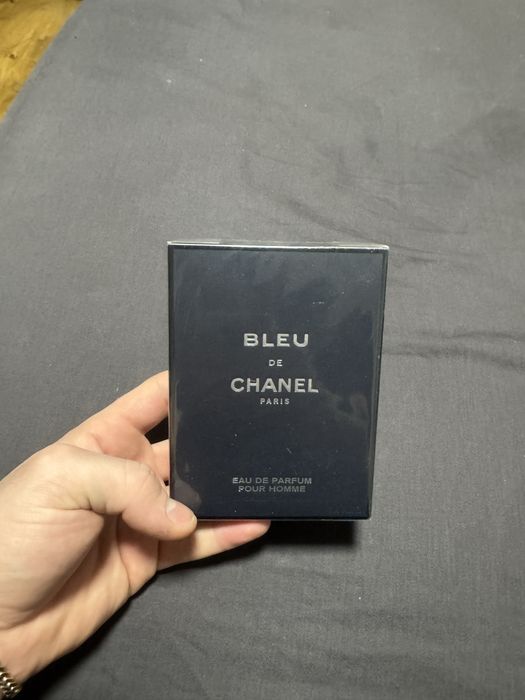 BLEU
DE
CHANEL
PARIS
EAU DE PARFUM
POUR HOMME